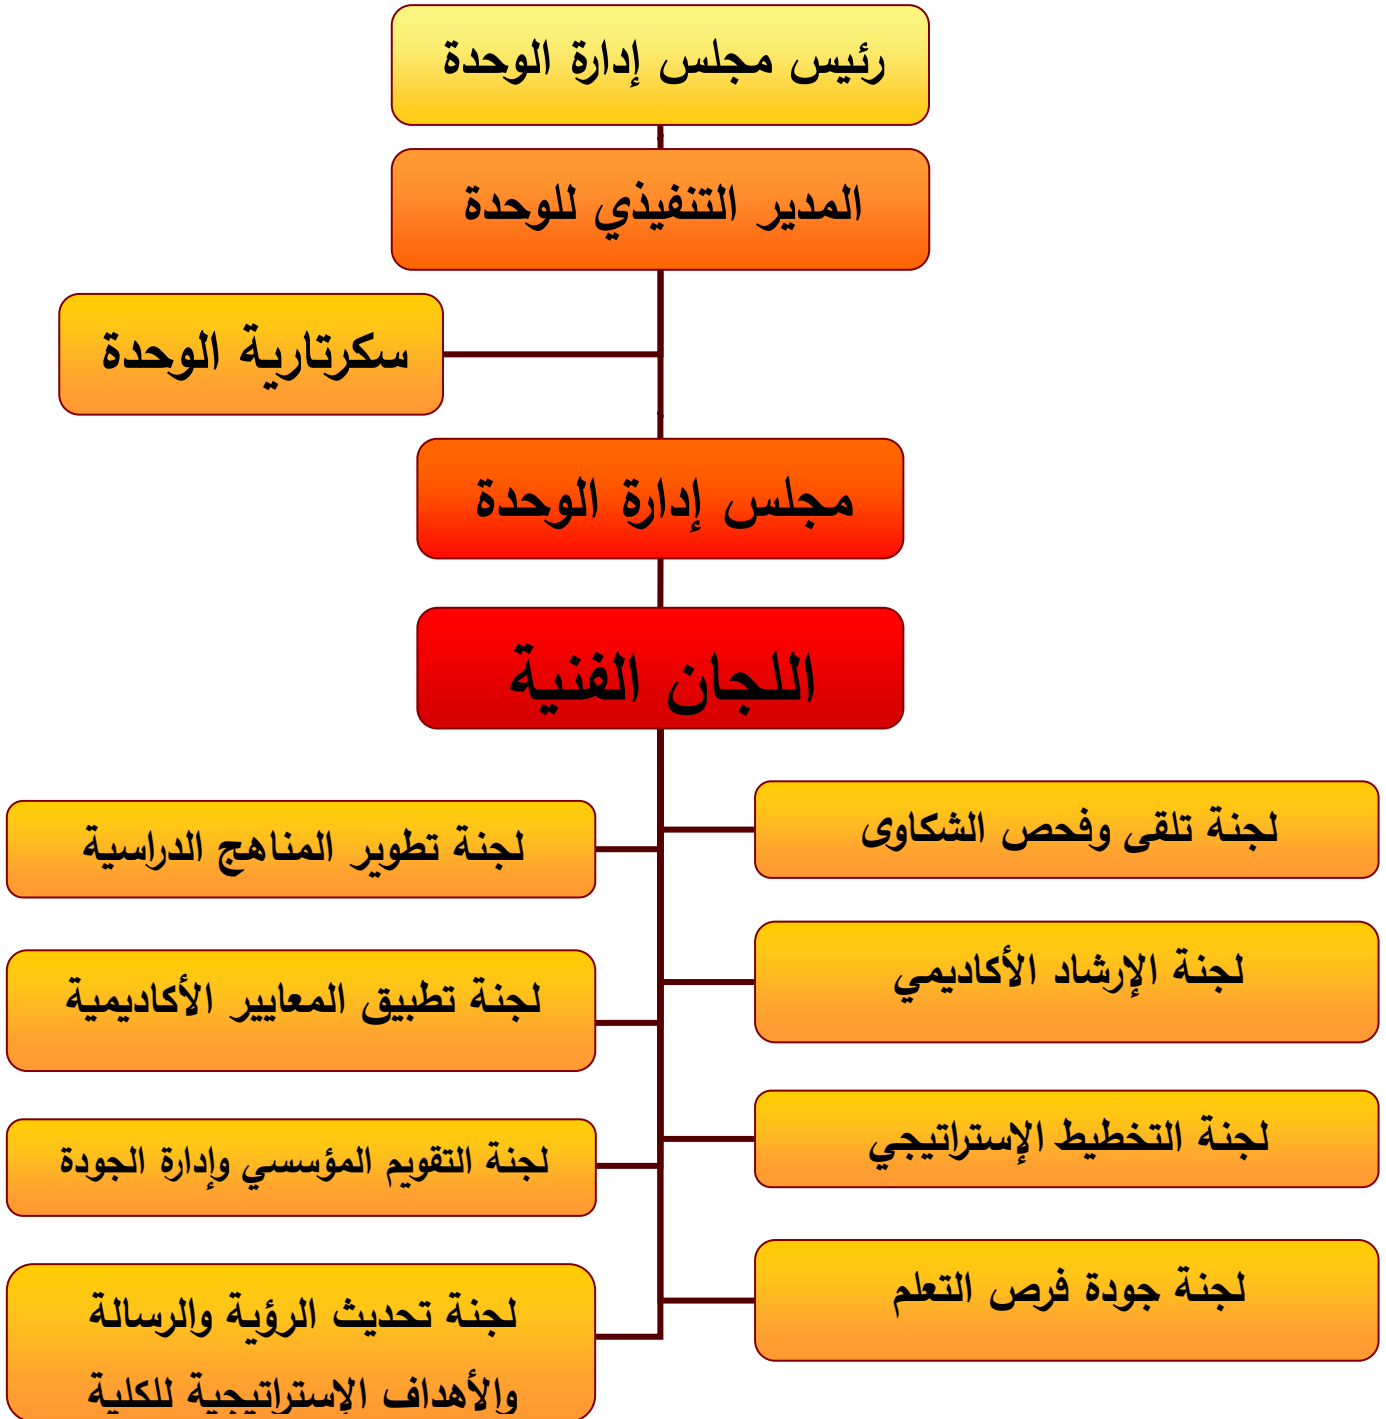 رئيس مجلس إدارة الوحدة
المدير التنفيذي للوحدة
سكرتارية الوحدة
مجلس إدارة الوحدة
اللجان الفنية
لجنة تلقى وفحص الشكاوى
لجنة تطوير المناهج الدراسية
لجنة الإرشاد الأكاديمي
لجنة تطبيق المعايير الأكاديمية
لجنة التخطيط الإستراتيجي
لجنة التقويم المؤسسي وإدارة الجودة
لجنة جودة فرص التعلم
لجنة تحديث الرؤية والرسالة
والأهداف الإستراتيجية للكلية